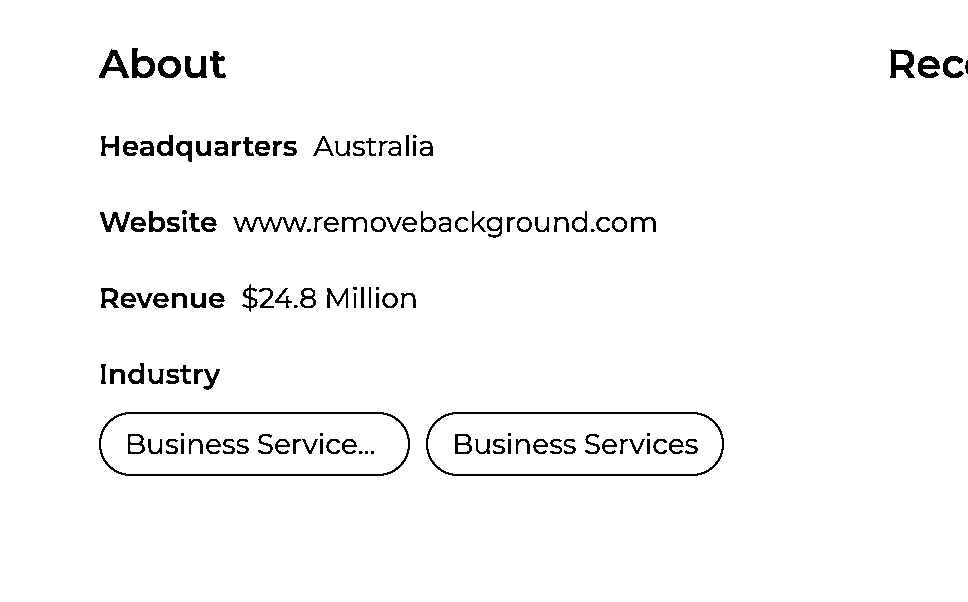 About
Headquarters Australia
Website www.removebackground.com
Revenue $24.8 Million
Industry
Business Service... Business Services